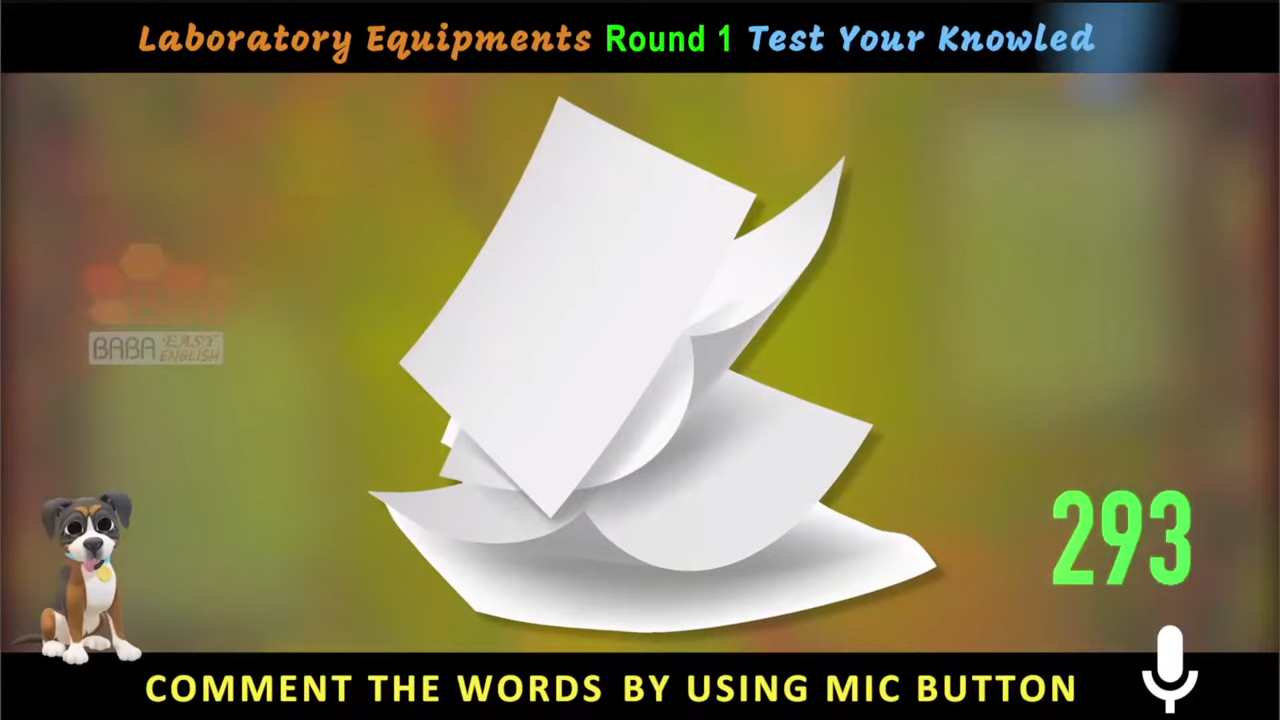 Laboratory Equipments Round 1 Test Your Knowled
BABA EASY
ENGLISH
293
COMMENT THE WORDS BY USING MIC BUTTON